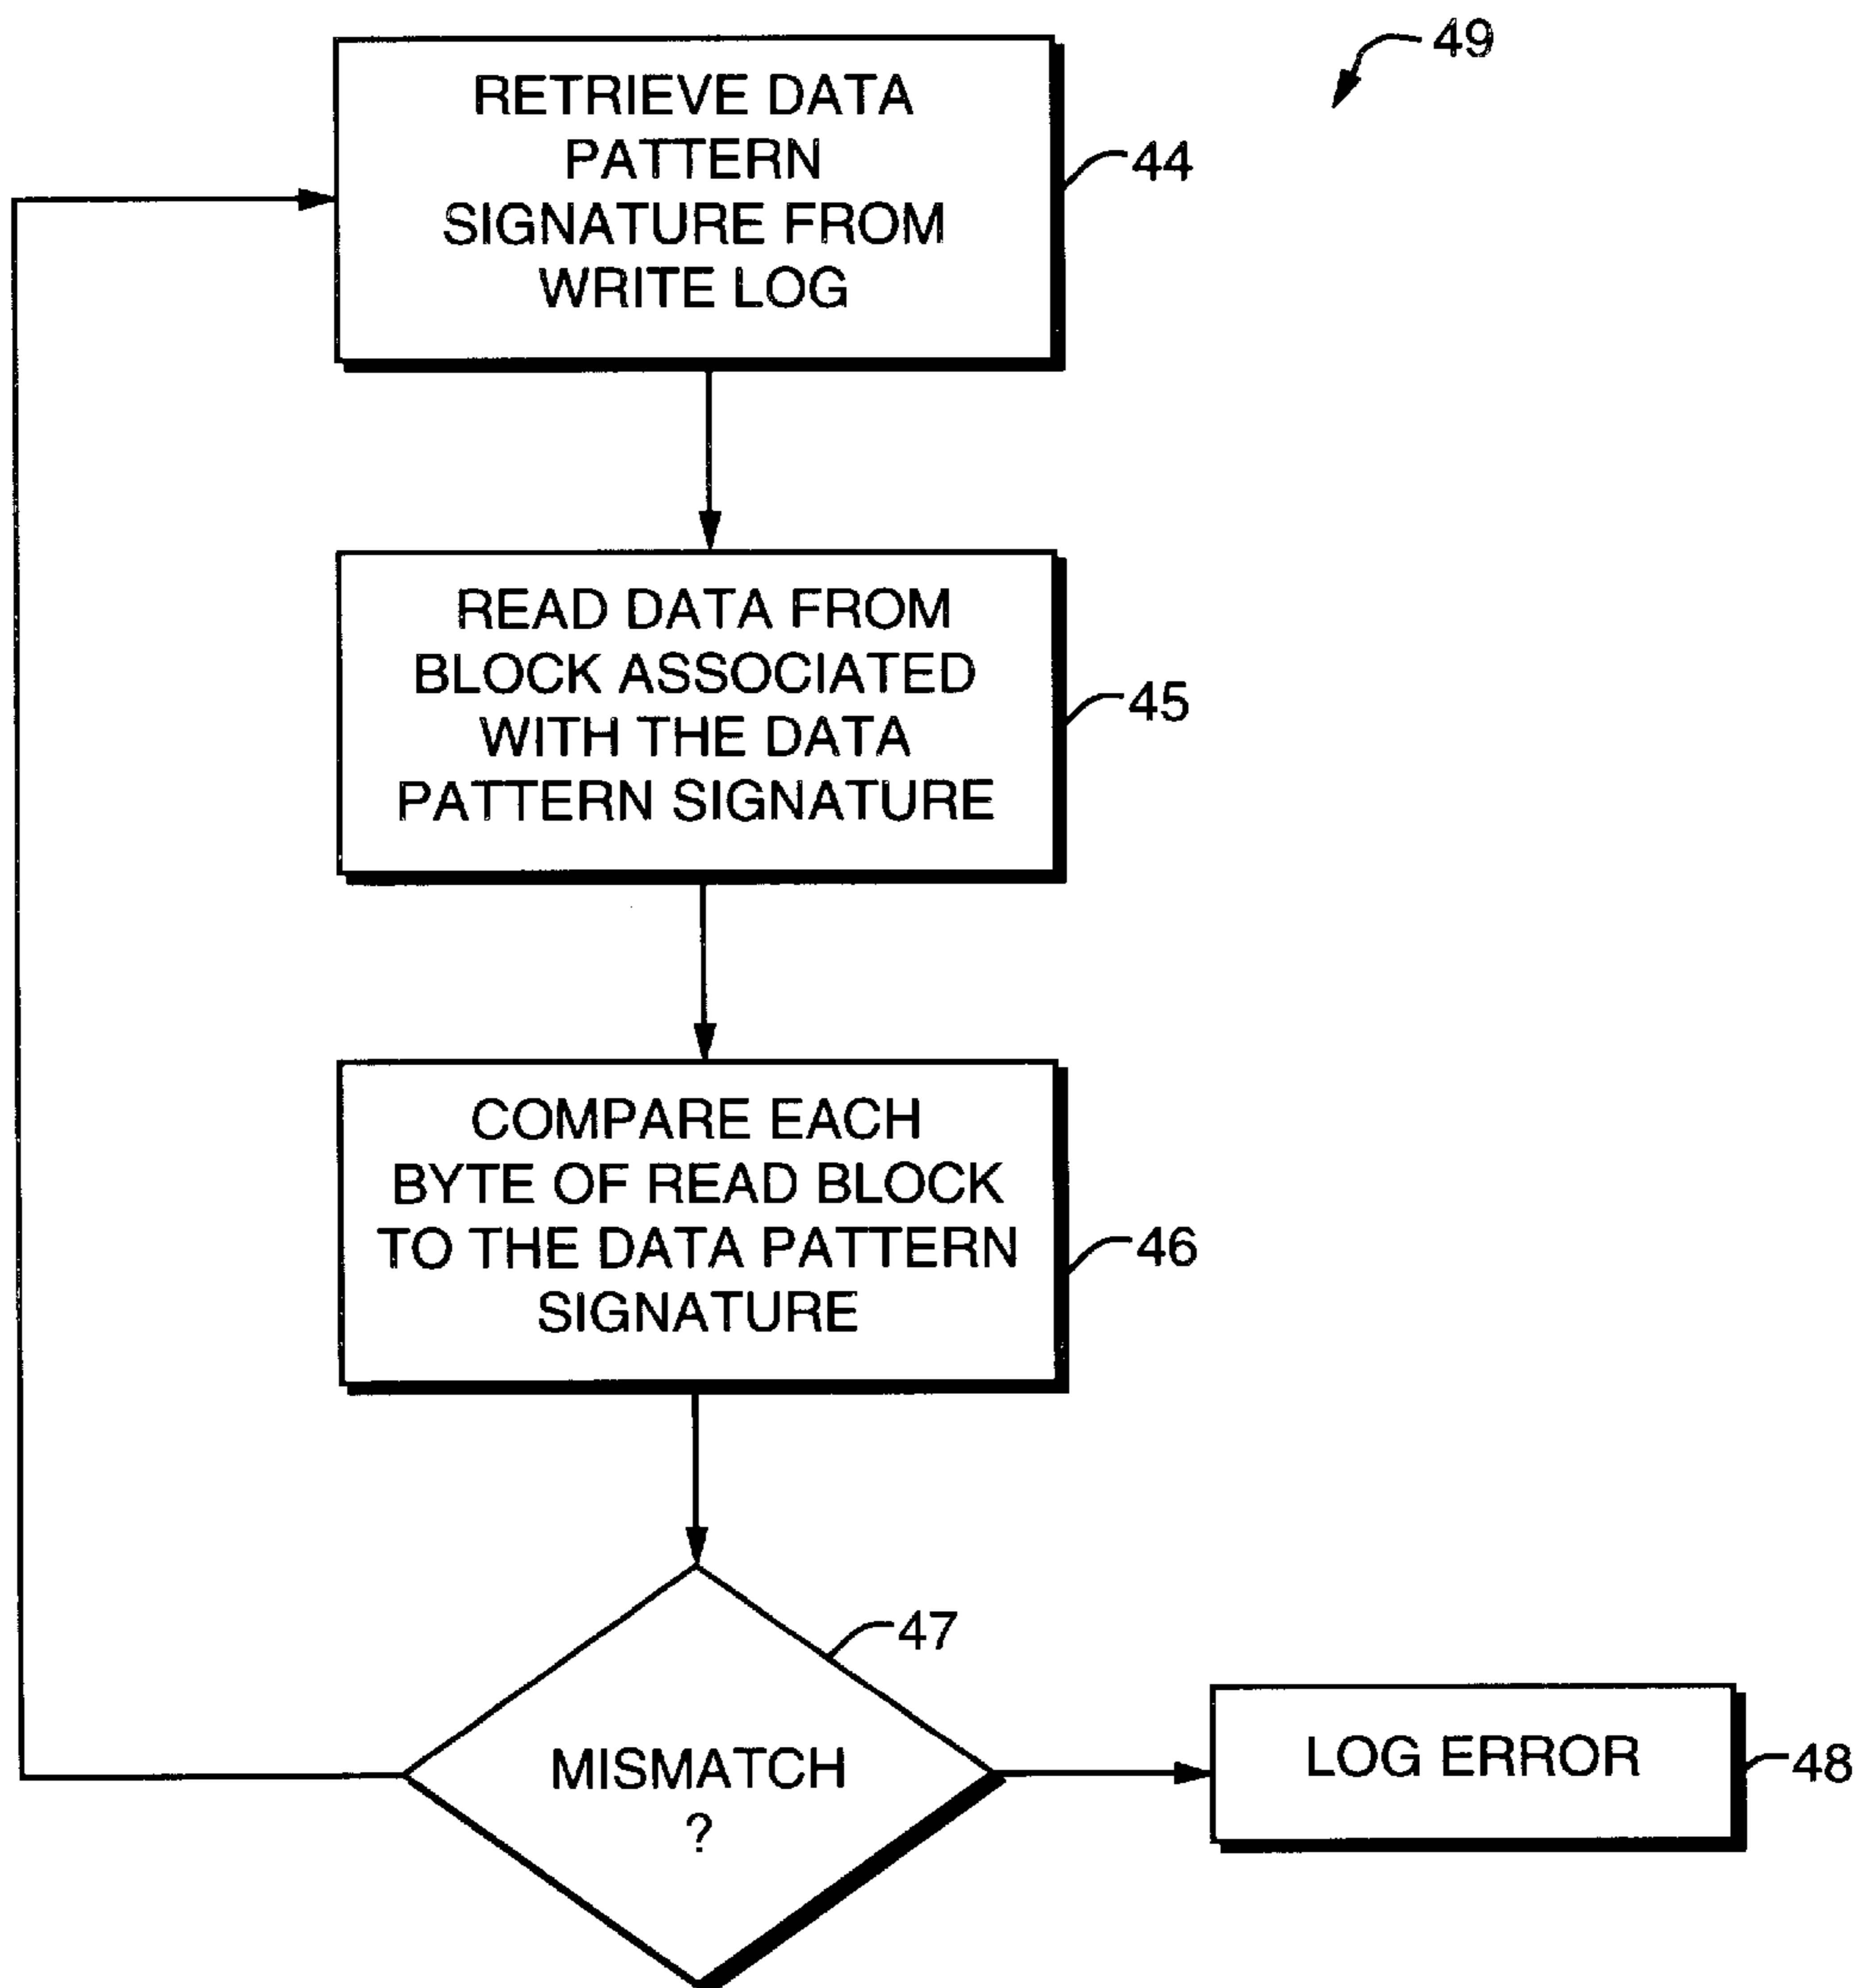 49
RETRIEVE DATA
PATTERN
SIGNATURE FROM
WRITE LOG
44
READ DATA FROM
BLOCK ASSOCIATED
WITH THE DATA
PATTERN SIGNATURE
45
COMPARE EACH
BYTE OF READ BLOCK
TO THE DATA PATTERN
SIGNATURE
46
47
MISMATCH
?
LOG ERROR
48